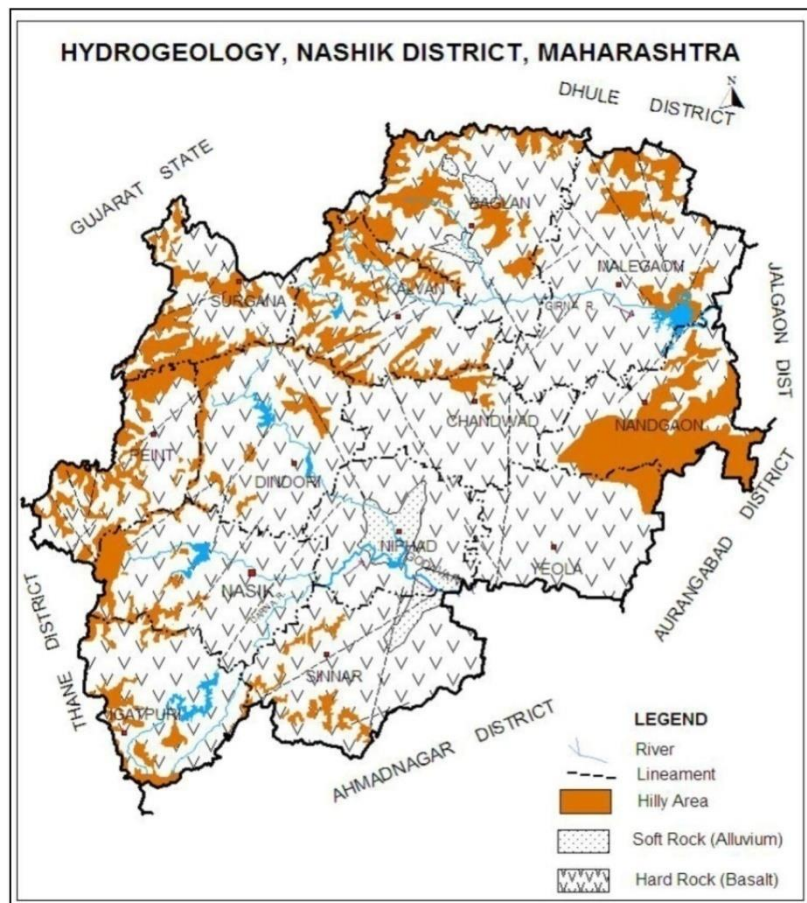 HYDROGEOLOGY, NASHIK DISTRICT, MAHARASHTRA
N
DHULE DISTRICT
GUJARAT STATE
BAGLAN
MALEGAON
SURGANA
KALVAN
GIRNA R.
JALGAON DIST
CHANDWAD
NANDGAON
PEINT
DINDORI
NIPHAD
YEOLA
NASIK
AURANGABAD DISTRICT
THANE DISTRICT
SINNAR
IGATPURI
AHMADNAGAR DISTRICT
LEGEND
River
Lineament
Hilly Area
Soft Rock (Alluvium)
Hard Rock (Basalt)